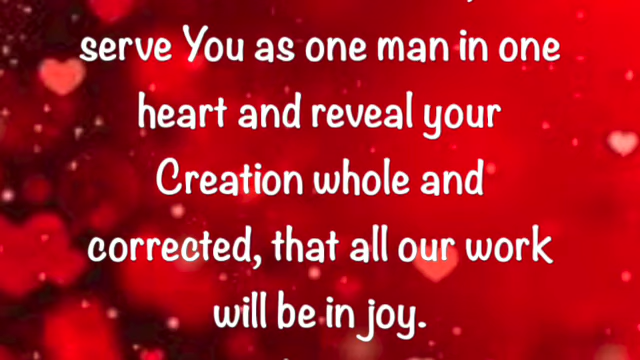 serve You as one man in one
heart and reveal your
Creation whole and
corrected, that all our work
will be in joy.